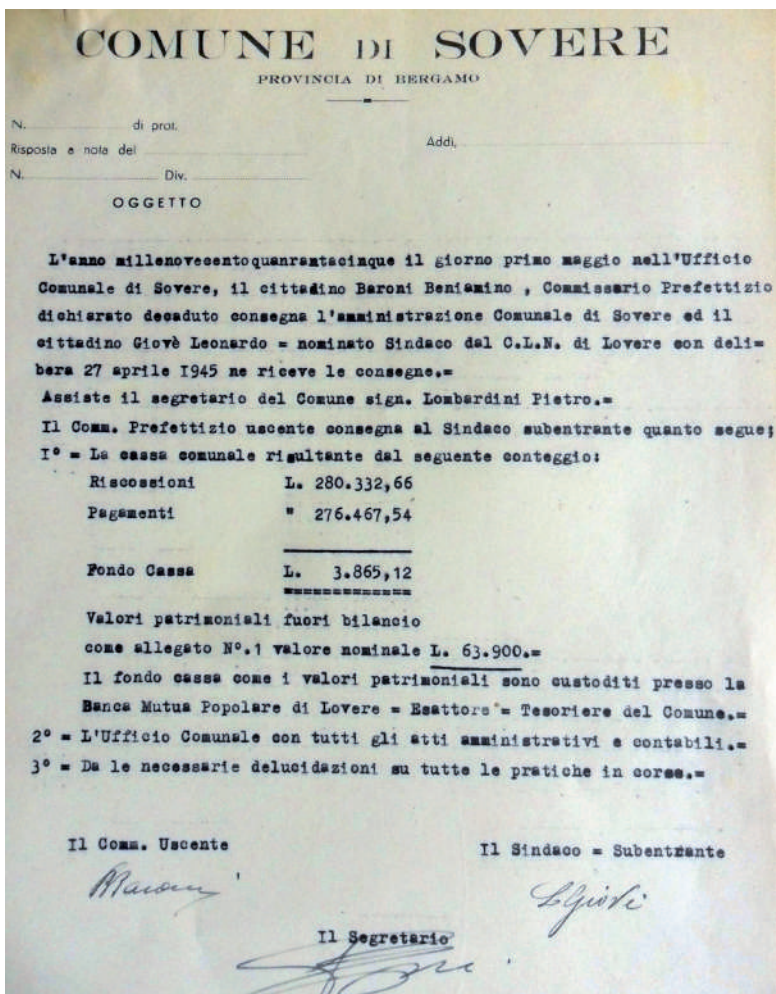 COMUNE DI SOVERE
PROVINCIA DI BERGAMO
N. di prot.
Addì,
Risposta a nota del
N. Div.
OGGETTO
L'anno millenovecentoquanrantacinque il giorno primo maggio nell'Ufficio
Comunale di Sovere, il cittadino Baroni Beniamino , Commissario Prefettizio
dichiarato decaduto consegna l'amministrazione Comunale di Sovere ed il
cittadino Giovè Leonardo = nominato Sindaco dal C.L.N. di Lovere con deli=
bera 27 aprile I945 ne riceve le consegne.=
Assiste il segretario del Comune sign. Lombardini Pietro.=
Il Comm. Prefettizio uscente consegna al Sindaco subentrante quanto segue;
I° = La cassa comunale risultante dal seguente conteggio:
Riscossioni L. 280.332,66
Pagamenti " 276.467,54
Fondo Cassa L. 3.865,12
=============
Valori patrimoniali fuori bilancio
come allegato N°.1 valore nominale L. 63.900.=
Il fondo cassa come i valori patrimoniali sono custoditi presso la
Banca Mutua Popolare di Lovere = Esattore = Tesoriere del Comune.=
2° = L'Ufficio Comunale con tutti gli atti amministrativi e contabili.=
3° = Da le necessarie delucidazioni su tutte le pratiche in corso.=
Il Comm. Uscente Il Sindaco = Subentrante
BBaroni LGiovè
Il Segretario